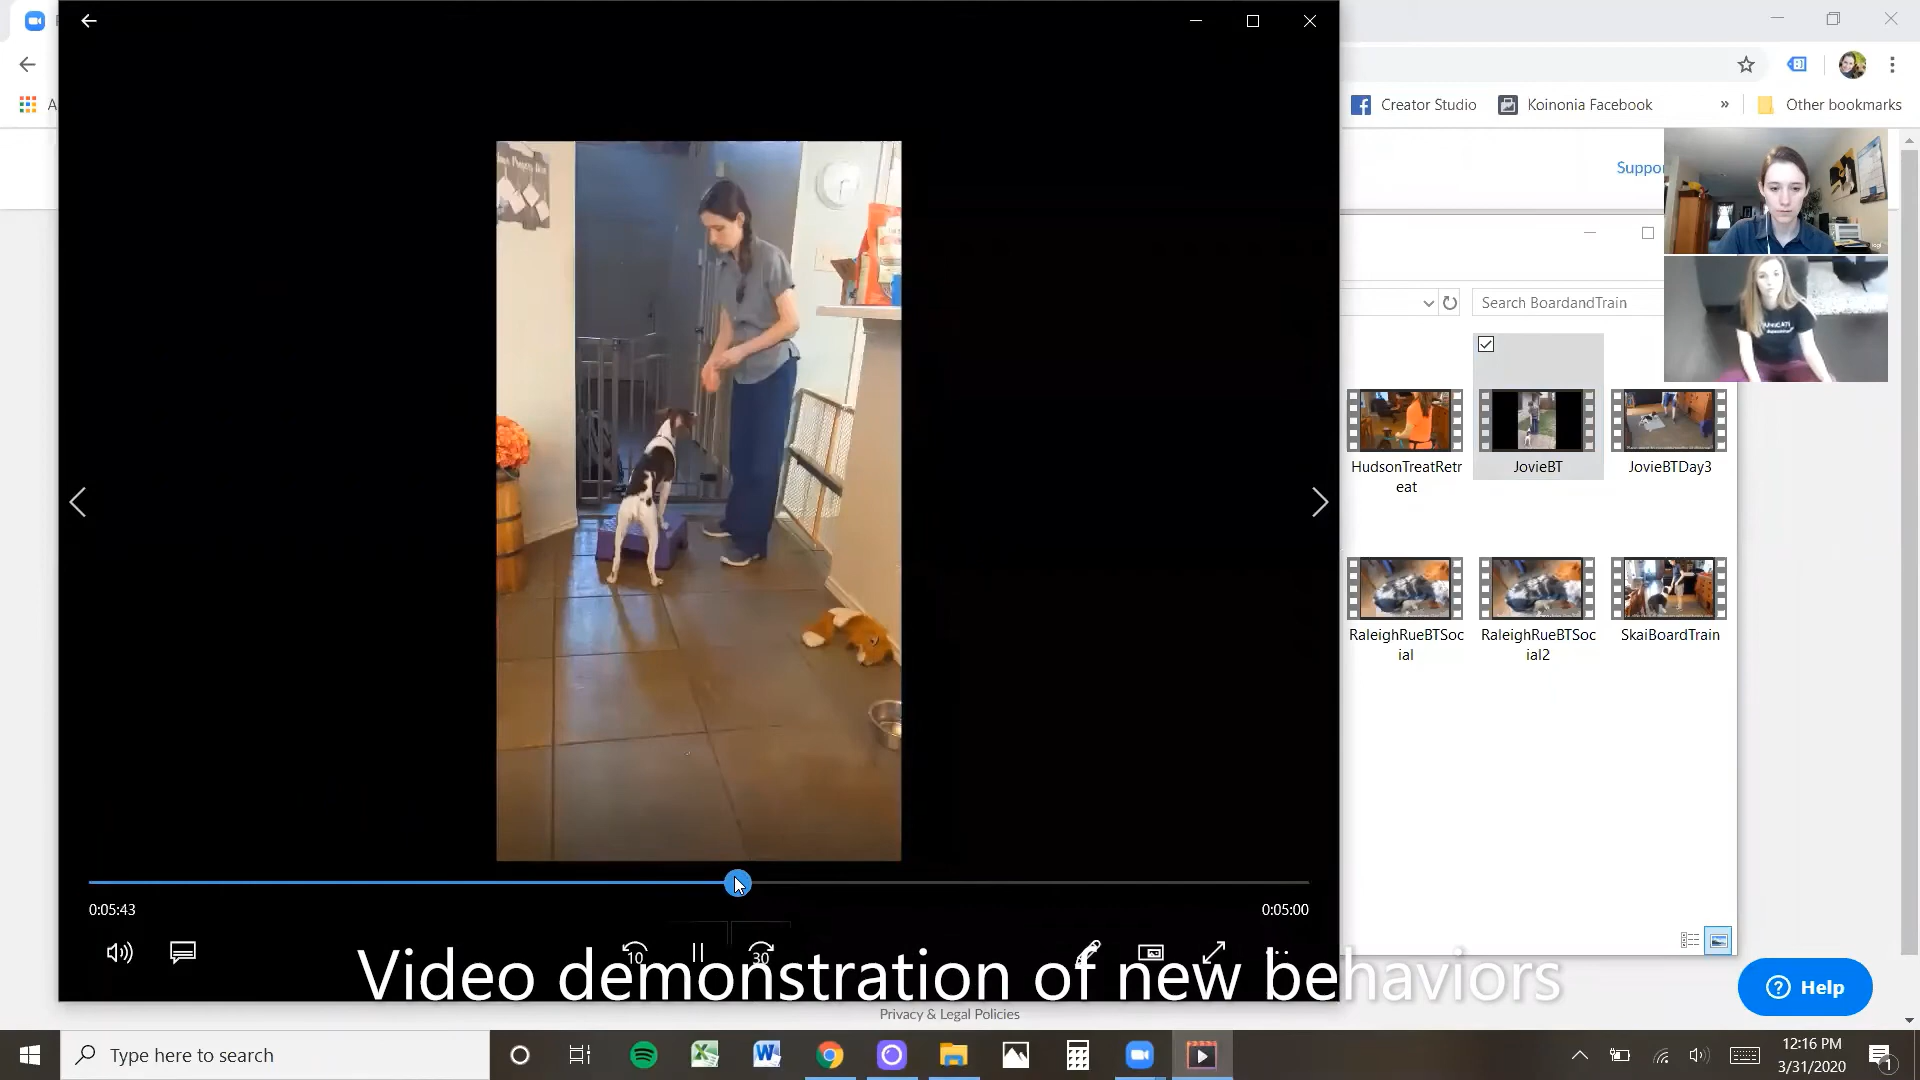 A
Creator Studio
Koinonia Facebook
»
Other bookmarks
Suppor
Search BoardandTrain
HudsonTreatRetr
eat
JovieBT
JovieBTDay3
RaleighRueBTSoc
ial
RaleighRueBTSoc
ial2
SkaiBoardTrain
0:05:43
0:05:00
10
30
Video demonstration of new behaviors
Help
Privacy & Legal Policies
Type here to search
12:16 PM
3/31/2020
1